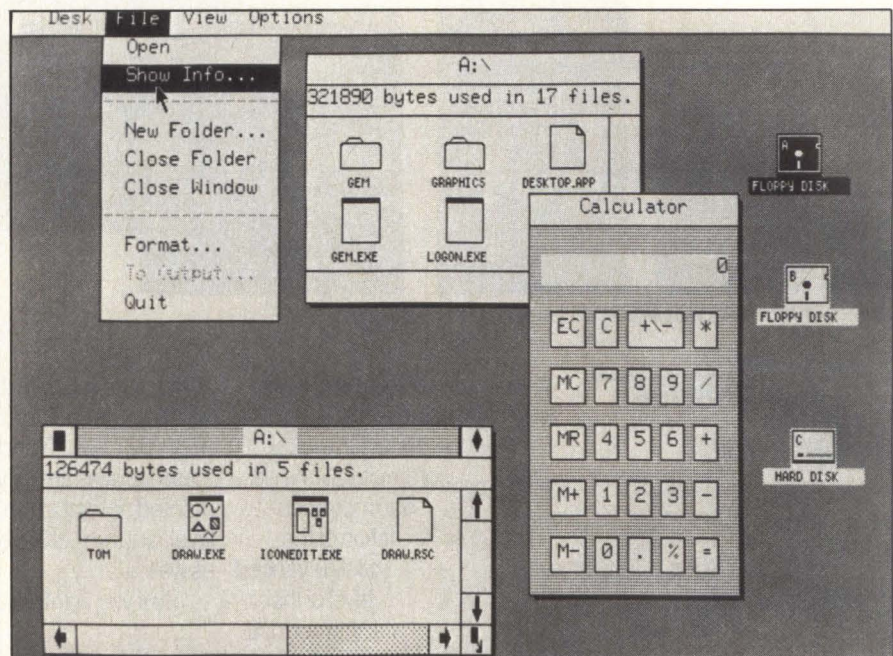 Desk File View Options
Open
Show Info...
New Folder...
Close Folder
Close Window
Format...
To Output...
Quit
A:\
321890 bytes used in 17 files.
GEM GRAPHICS DESKTOP.APP
GEM.EXE LOGON.EXE
Calculator
0
EC C +\- *
MC 7 8 9 /
MR 4 5 6 +
M+ 1 2 3 -
M- 0 . % =
A
FLOPPY DISK
B
FLOPPY DISK
C
HARD DISK
A:\
126474 bytes used in 5 files.
TOM DRAW.EXE ICONEDIT.EXE DRAW.RSC